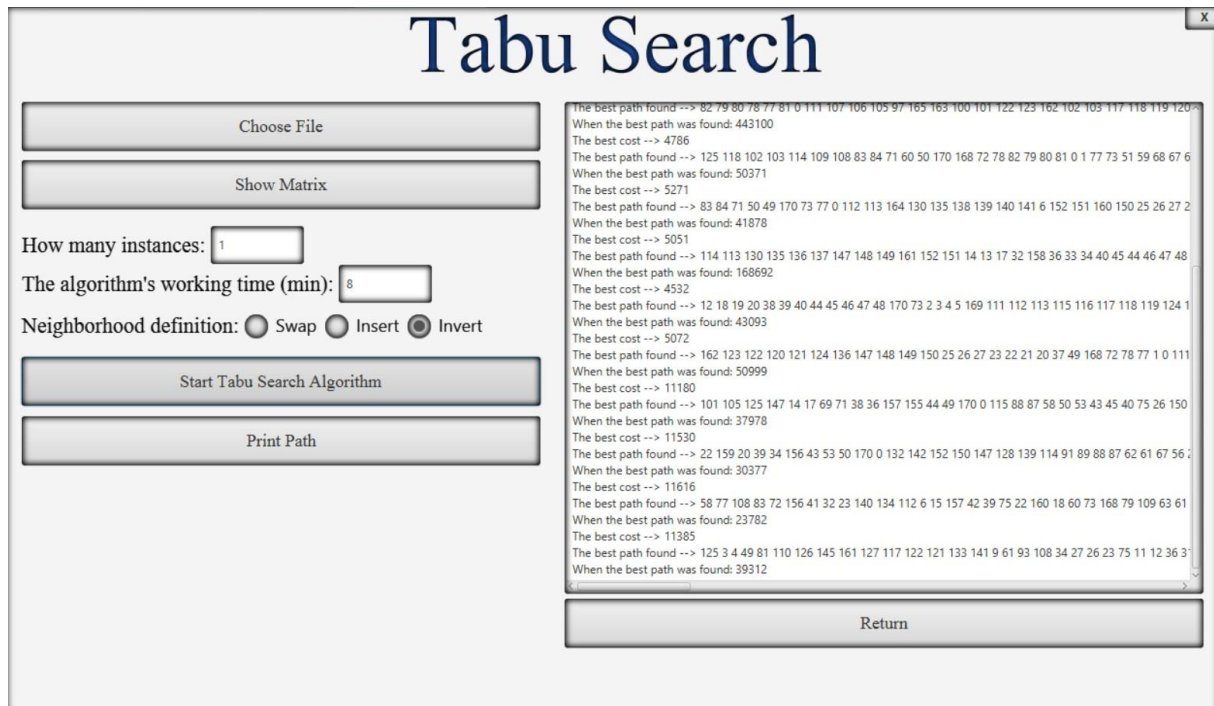 X
Tabu Search
Choose File
Show Matrix
How many instances: 1
The algorithm's working time (min): 8
Neighborhood definition: Swap Insert Invert
Start Tabu Search Algorithm
Print Path
The best path found --> 82 79 80 78 77 81 0 111 107 106 105 97 165 163 100 101 122 123 162 102 103 117 118 119 120
When the best path was found: 443100
The best cost --> 4786
The best path found --> 125 118 102 103 114 109 108 83 84 71 60 50 170 168 72 78 82 79 80 81 0 1 77 73 51 59 68 67 6
When the best path was found: 50371
The best cost --> 5271
The best path found --> 83 84 71 50 49 170 73 77 0 112 113 164 130 135 138 139 140 141 6 152 151 160 150 25 26 27 2
When the best path was found: 41878
The best cost --> 5051
The best path found --> 114 113 130 135 136 137 147 148 149 161 152 151 14 13 17 32 158 36 33 34 40 45 44 46 47 48
When the best path was found: 168692
The best cost --> 4532
The best path found --> 12 18 19 20 38 39 40 44 45 46 47 48 170 73 2 3 4 5 169 111 112 113 115 116 117 118 119 124 1
When the best path was found: 43093
The best cost --> 5072
The best path found --> 162 123 122 120 121 124 136 147 148 149 150 25 26 27 23 22 21 20 37 49 168 72 78 77 1 0 111
When the best path was found: 50999
The best cost --> 11180
The best path found --> 101 105 125 147 14 17 69 71 38 36 157 155 44 49 170 0 115 88 87 58 50 53 43 45 40 75 26 150
When the best path was found: 37978
The best cost --> 11530
The best path found --> 22 159 20 39 34 156 43 53 50 170 0 132 142 152 150 147 128 139 114 91 89 88 87 62 61 67 56
When the best path was found: 30377
The best cost --> 11616
The best path found --> 58 77 108 83 72 156 41 32 23 140 134 112 6 15 157 42 39 75 22 160 18 60 73 168 79 109 63 61
When the best path was found: 23782
The best cost --> 11385
The best path found --> 125 3 4 49 81 110 126 145 161 127 117 122 121 133 141 9 61 93 108 34 27 26 23 75 11 12 36
When the best path was found: 39312
Return